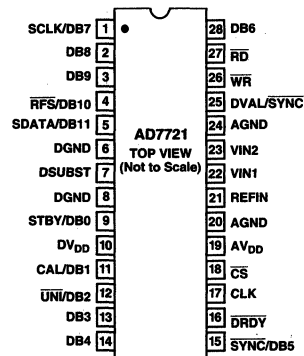 SCLK/DB7 1 28 DB6
DB8 2 27 RD
DB9 3 26 WR
RFS/DB10 4 25 DVAL/SYNC
SDATA/DB11 5 24 AGND
DGND 6 23 VIN2
DSUBST 7 22 VIN1
DGND 8 21 REFIN
STBY/DB0 9 20 AGND
DVDD 10 19 AVDD
CAL/DB1 11 18 CS
UNI/DB2 12 17 CLK
DB3 13 16 DRDY
DB4 14 15 SYNC/DB5
AD7721
TOP VIEW
(Not to Scale)